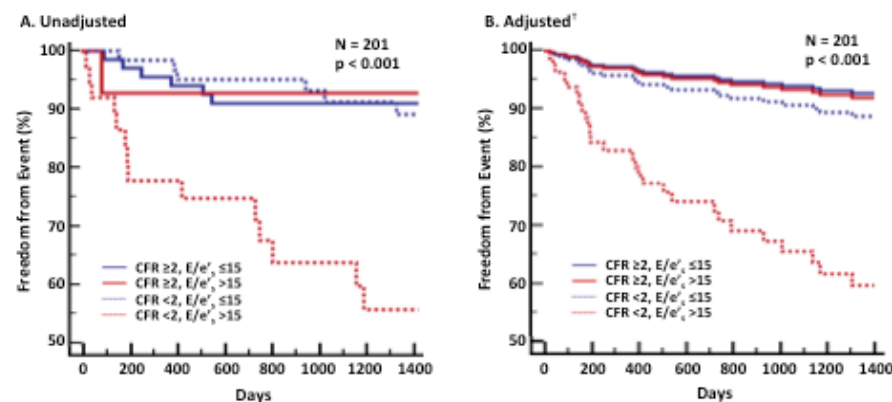 A. Unadjusted
N = 201
p < 0.001
Freedom from Event (%)
100
90
80
70
60
50
CFR ≥2, E/e's ≤15
CFR ≥2, E/e's >15
CFR <2, E/e's ≤15
CFR <2, E/e's >15
0 200 400 600 800 1000 1200 1400
Days
B. Adjusted†
N = 201
p < 0.001
Freedom from Event (%)
100
90
80
70
60
50
CFR ≥2, E/e's ≤15
CFR ≥2, E/e's >15
CFR <2, E/e's ≤15
CFR <2, E/e's >15
0 200 400 600 800 1000 1200 1400
Days